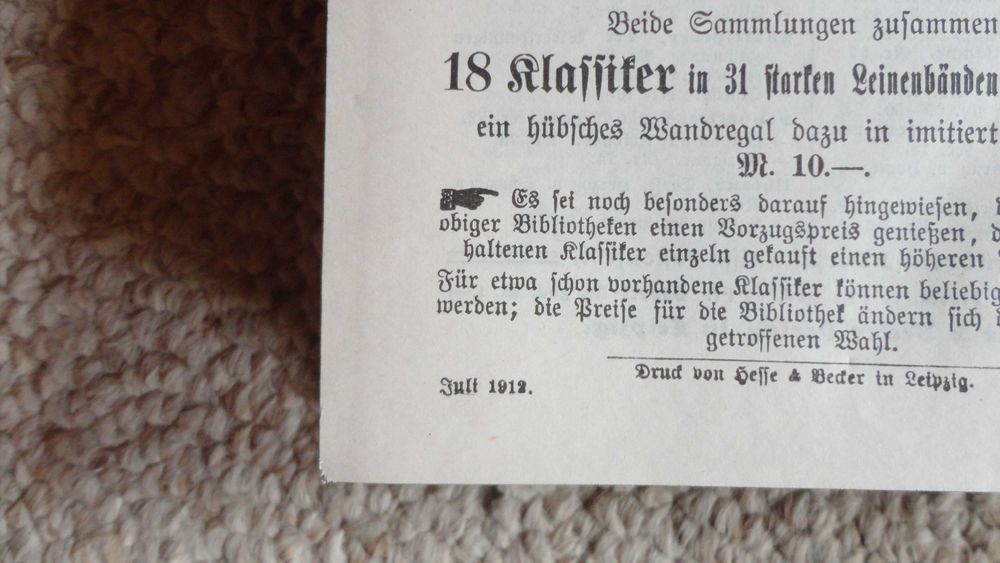 Beide Sammlungen zusammen
18 Klassiker in 31 starken Leinenbänden
ein hübsches Wandregal dazu in imitiert
M. 10.—.
☛ Es sei noch besonders darauf hingewiesen,
obiger Bibliotheken einen Vorzugspreis genießen,
haltenen Klassiker einzeln gekauft einen höheren
Für etwa schon vorhandene Klassiker können beliebig
werden; die Preise für die Bibliothek ändern sich
getroffenen Wahl.
Druck von Hesse & Becker in Leipzig.
Juli 1912.